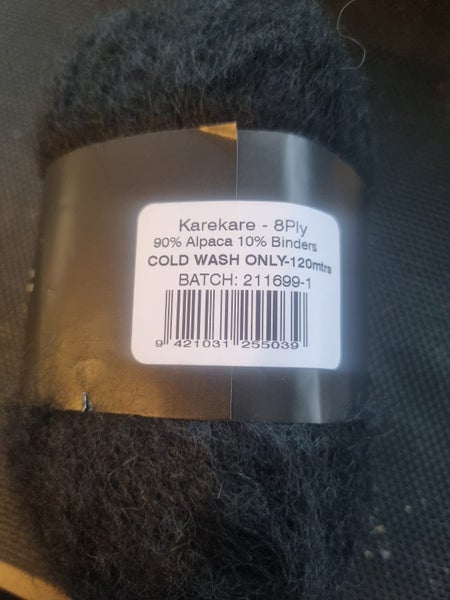 Karekare - 8Ply
90% Alpaca 10% Binders
COLD WASH ONLY-120mtrs
BATCH: 211699-1
9 421031 255039